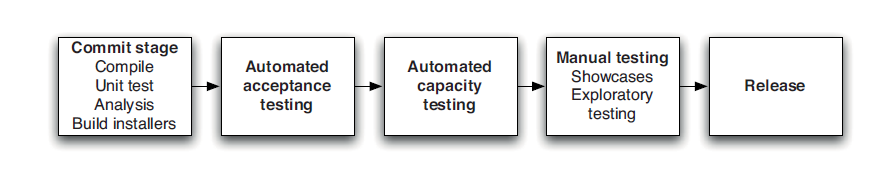 Commit stage
Compile
Unit test
Analysis
Build installers
Automated
acceptance
testing
Automated
capacity
testing
Manual testing
Showcases
Exploratory
testing
Release